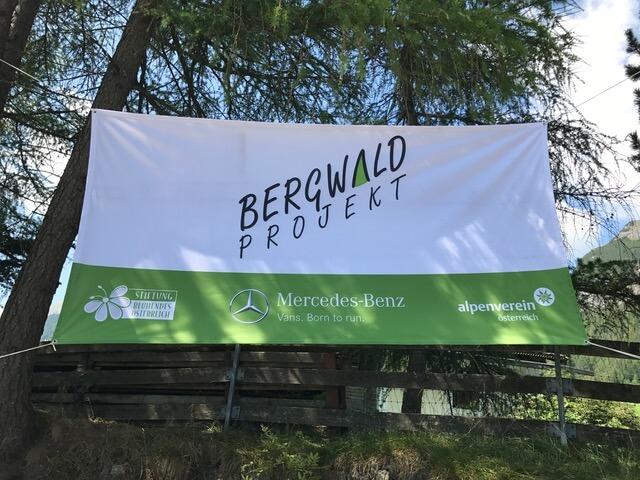 BERGWALD
PROJEKT
STIFTUNG
BLÜHENDES
ÖSTERREICH
Mercedes-Benz
Vans. Born to run.
alpenverein
österreich